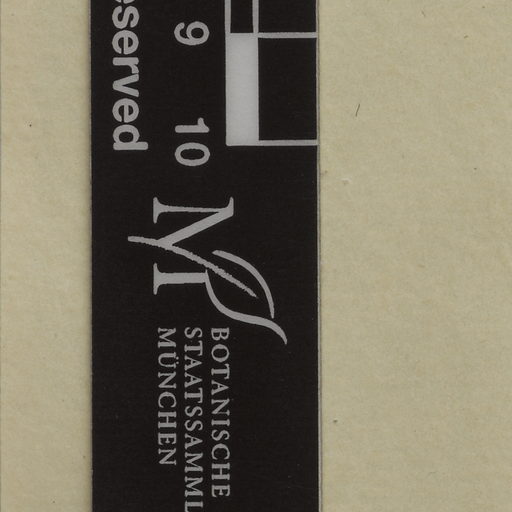 eserved
9 10
M
BOTANISCHE
STAATSSAMML
MÜNCHEN